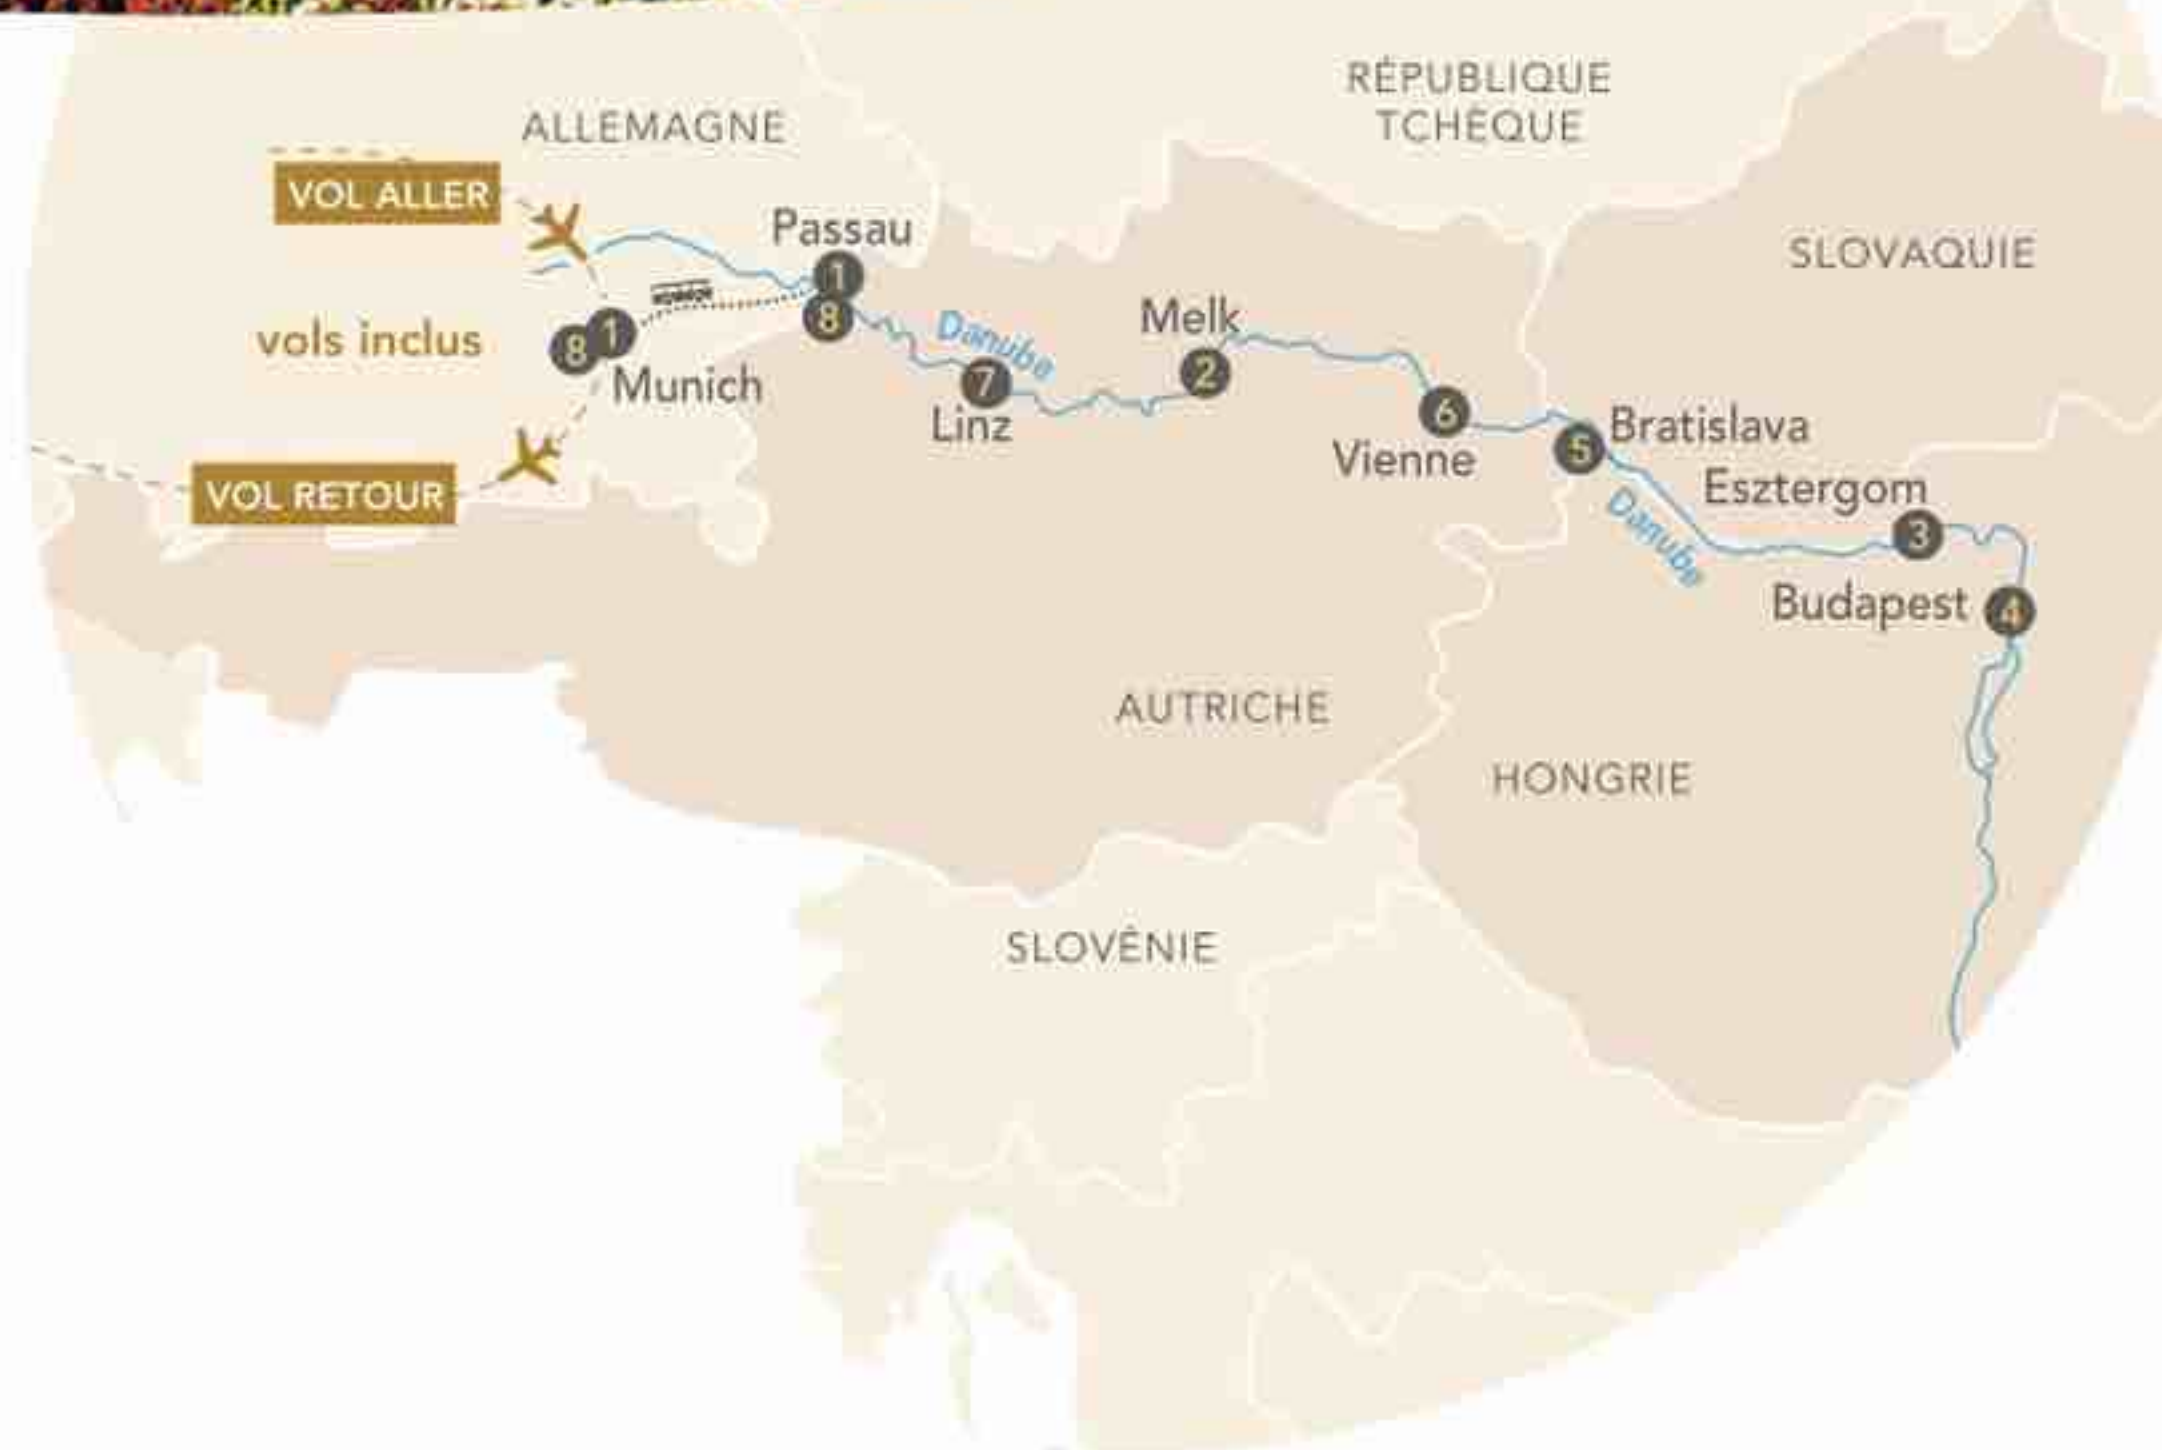 RÉPUBLIQUE
TCHÈQUE
ALLEMAGNE
VOL ALLER
Passau
1
8
SLOVAQUIE
vols inclus
8
1
Munich
Danube
Melk
2
7
Linz
6
Vienne
5
Bratislava
Esztergom
3
Danube
Budapest
4
VOL RETOUR
AUTRICHE
HONGRIE
SLOVÉNIE